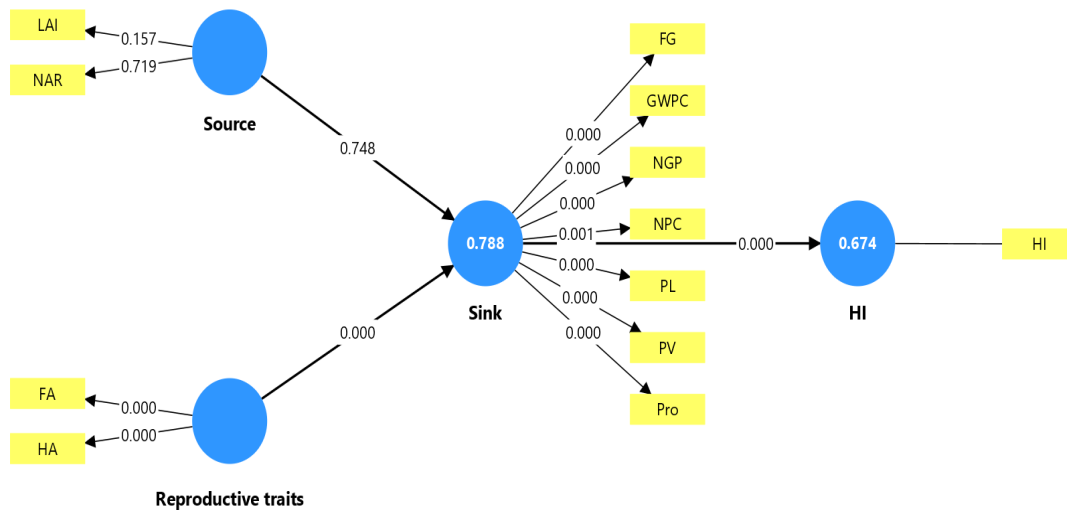 LAI
0.157
NAR
0.719
Source
0.748
FG
0.000
GWPC
0.000
NGP
0.000
NPC
0.001
PL
0.000
PV
0.000
Pro
0.000
0.788
Sink
0.000
0.674
HI
HI
0.000
FA
0.000
HA
0.000
Reproductive traits